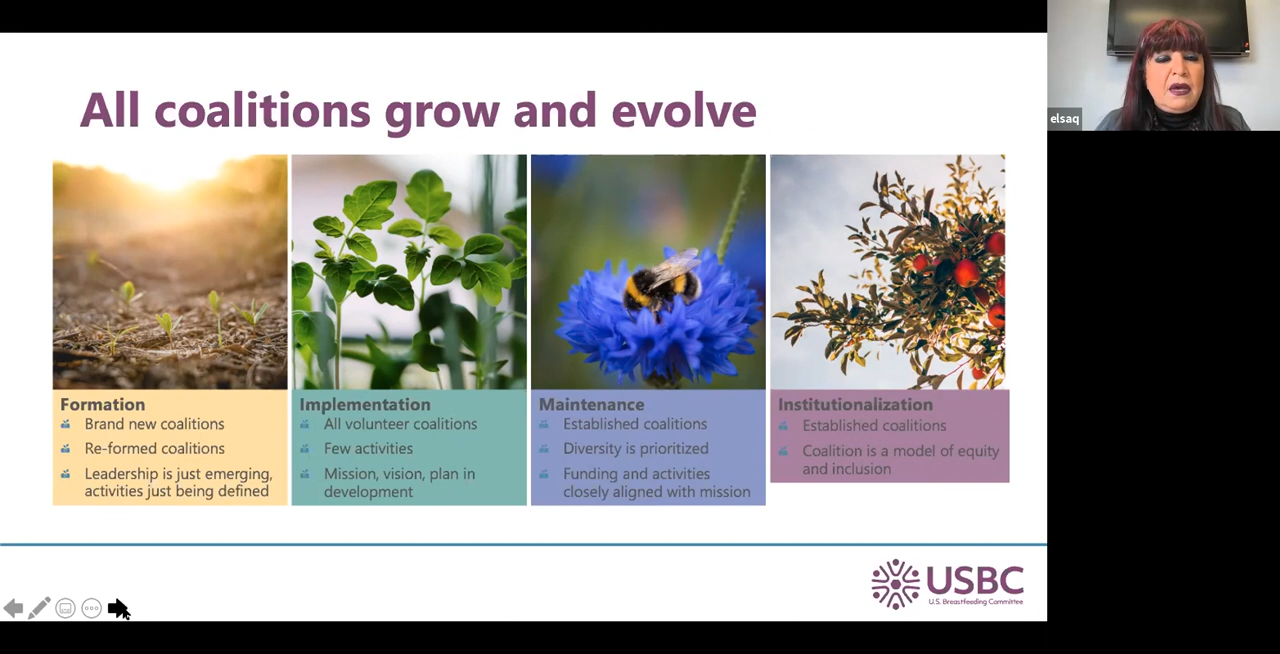 All coalitions grow and evolve
elsaq
Formation
Brand new coalitions
Re-formed coalitions
Leadership is just emerging,
activities just being defined
Implementation
All volunteer coalitions
Few activities
Mission, vision, plan in
development
Maintenance
Established coalitions
Diversity is prioritized
Funding and activities
closely aligned with mission
Institutionalization
Established coalitions
Coalition is a model of equity
and inclusion
USBC
U.S. Breastfeeding Committee